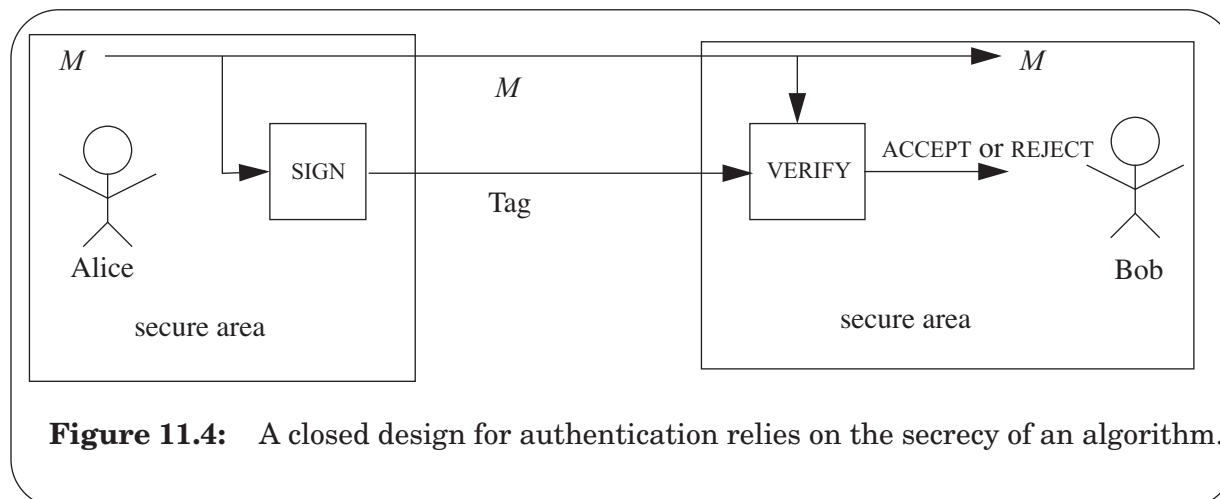 M
M
M
SIGN
VERIFY
ACCEPT or REJECT
Tag
Alice
Bob
secure area
secure area
Figure 11.4: A closed design for authentication relies on the secrecy of an algorithm.